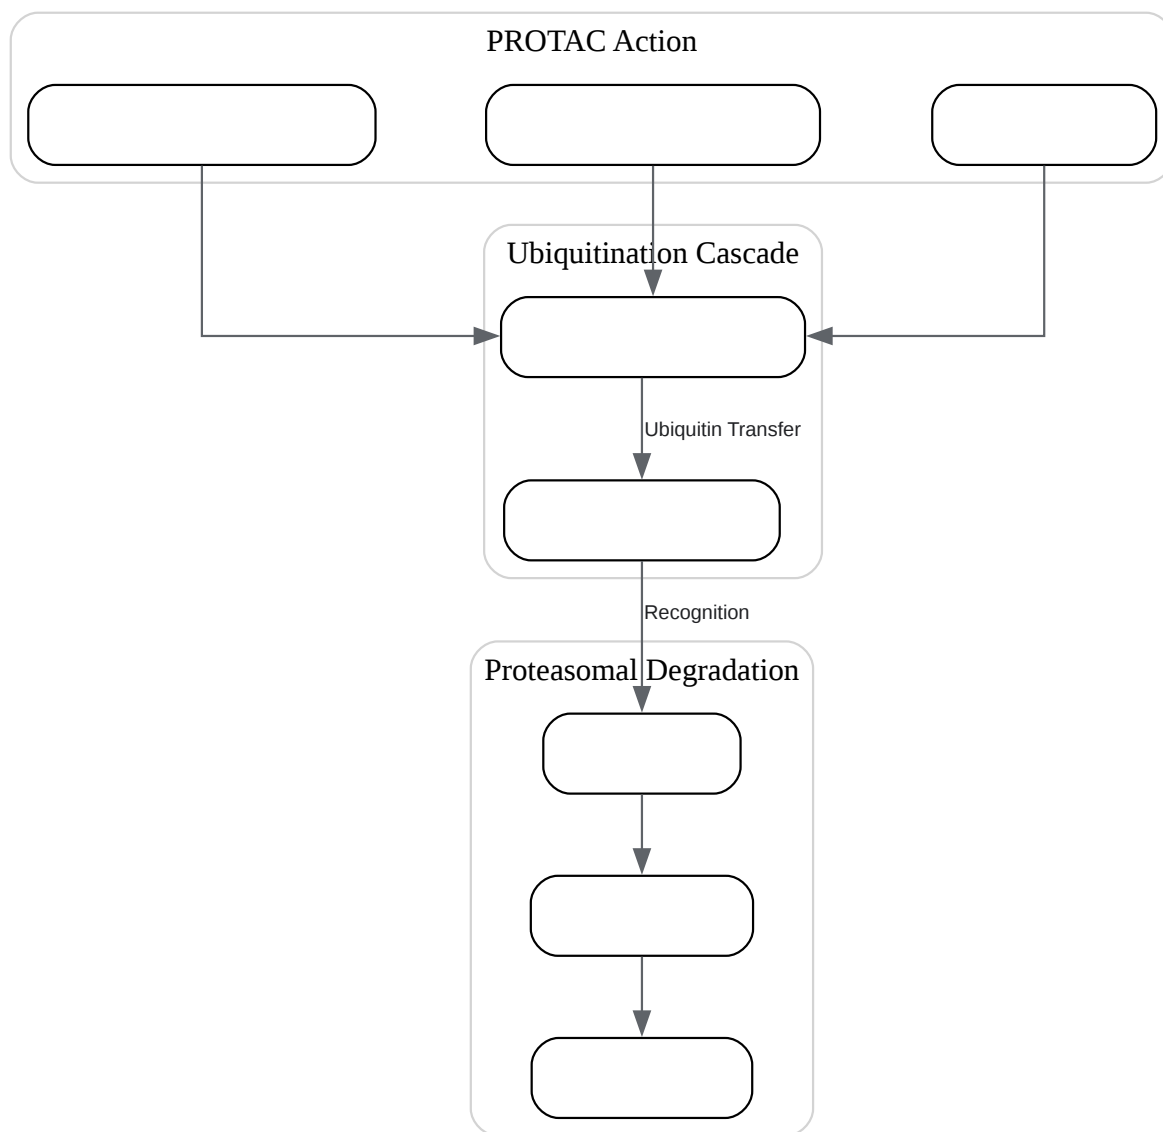 PROTAC Action
Ubiquitination Cascade
Ubiquitin Transfer
Recognition
Proteasomal Degradation